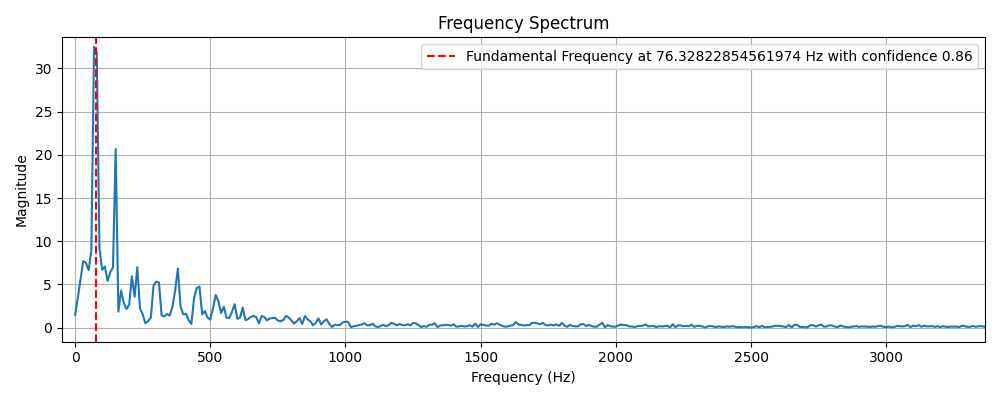 Frequency Spectrum
Fundamental Frequency at 76.32822854561974 Hz with confidence 0.86
Magnitude
30
25
20
15
10
5
0
0 500 1000 1500 2000 2500 3000
Frequency (Hz)